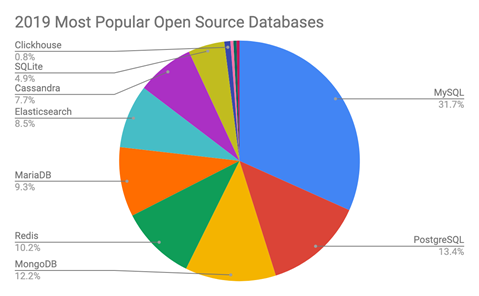 2019 Most Popular Open Source Databases
Clickhouse
0.8%
SQLite
4.9%
Cassandra
7.7%
Elasticsearch
8.5%
MariaDB
9.3%
Redis
10.2%
MongoDB
12.2%
MySQL
31.7%
PostgreSQL
13.4%